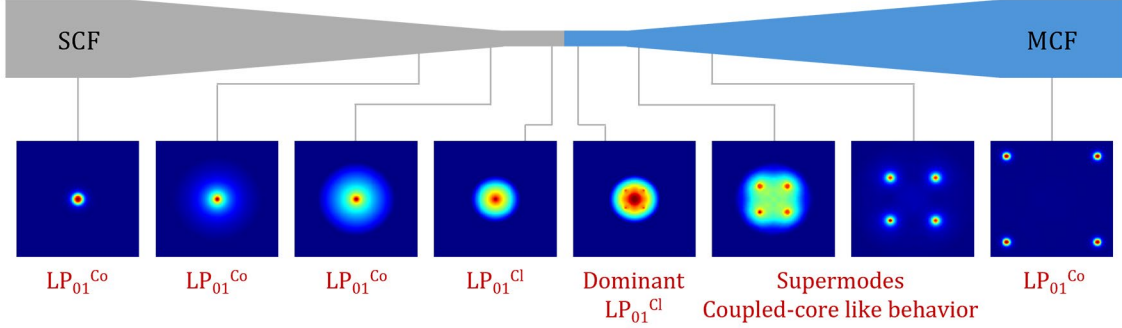 SCF
MCF
LP₀₁ᶜᵒ
LP₀₁ᶜᵒ
LP₀₁ᶜᵒ
LP₀₁ᶜˡ
Dominant
LP₀₁ᶜˡ
Supermodes
Coupled-core like behavior
LP₀₁ᶜᵒ